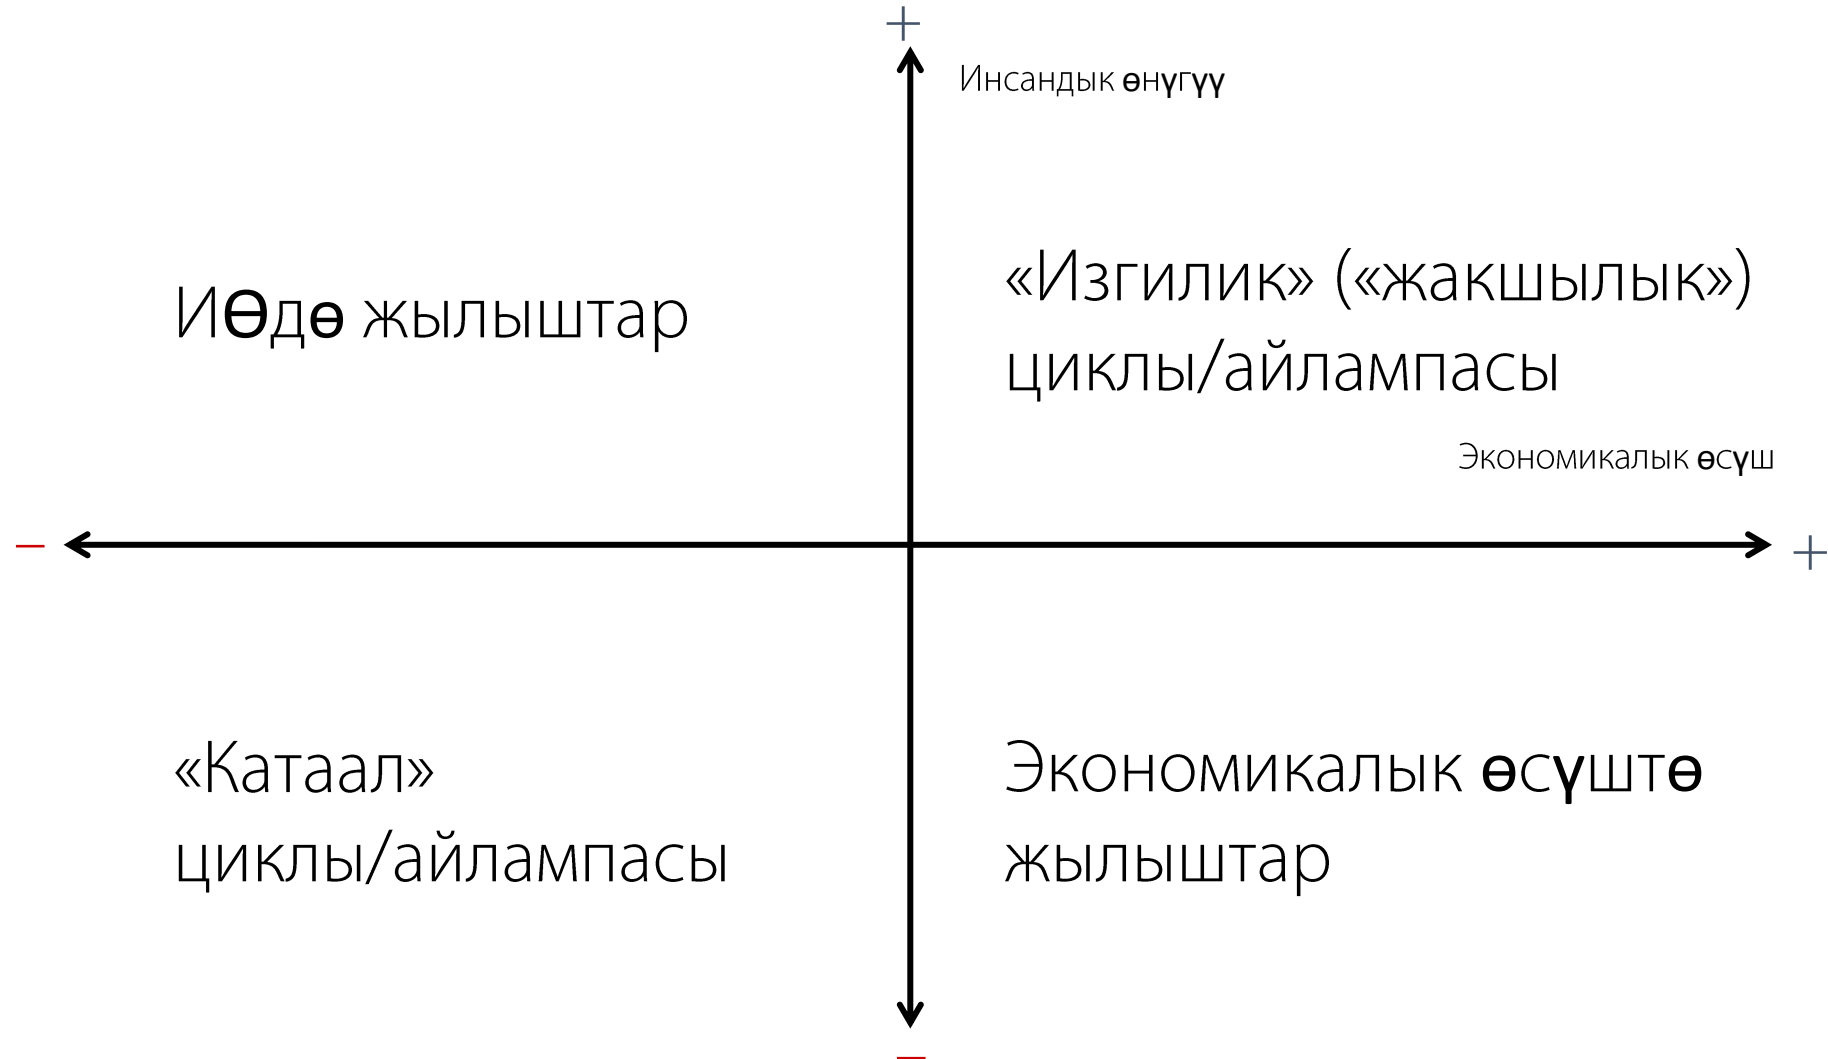 +
Инсандык өнүгүү
«Изгилик» («жакшылык»)
циклы/айлампасы
ИӨдө жылыштар
Экономикалык өсүш
–
+
«Катаал»
циклы/айлампасы
Экономикалык өсүштө
жылыштар
–